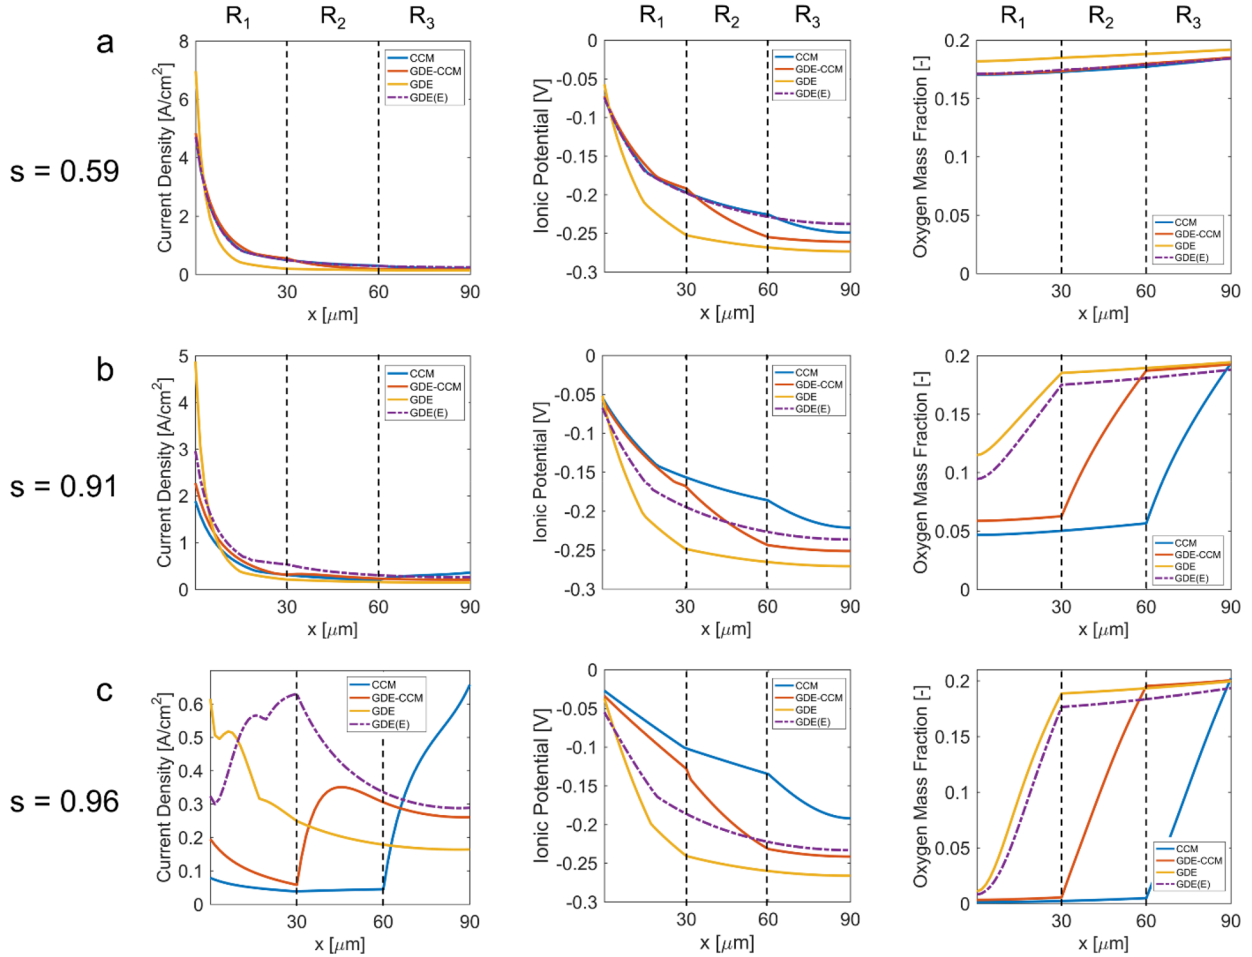 R1
R2
R3
R1
R2
R3
R1
R2
R3
a
s = 0.59
8
6
4
2
0
30
60
90
Current Density [A/cm²]
x [μm]
CCM
GDE-CCM
GDE
GDE(E)
0
-0.05
-0.1
-0.15
-0.2
-0.25
-0.3
30
60
90
Ionic Potential [V]
x [μm]
CCM
GDE-CCM
GDE
GDE(E)
0.2
0.15
0.1
0.05
0
30
60
90
Oxygen Mass Fraction [-]
x [μm]
CCM
GDE-CCM
GDE
GDE(E)
b
s = 0.91
5
4
3
2
1
0
30
60
90
Current Density [A/cm²]
x [μm]
CCM
GDE-CCM
GDE
GDE(E)
0
-0.05
-0.1
-0.15
-0.2
-0.25
-0.3
30
60
90
Ionic Potential [V]
x [μm]
CCM
GDE-CCM
GDE
GDE(E)
0.2
0.15
0.1
0.05
0
30
60
90
Oxygen Mass Fraction [-]
x [μm]
CCM
GDE-CCM
GDE
GDE(E)
c
s = 0.96
0.6
0.5
0.4
0.3
0.2
0.1
0
30
60
90
Current Density [A/cm²]
x [μm]
CCM
GDE-CCM
GDE
GDE(E)
0
-0.05
-0.1
-0.15
-0.2
-0.25
-0.3
30
60
90
Ionic Potential [V]
x [μm]
CCM
GDE-CCM
GDE
GDE(E)
0.2
0.15
0.1
0.05
0
30
60
90
Oxygen Mass Fraction [-]
x [μm]
CCM
GDE-CCM
GDE
GDE(E)